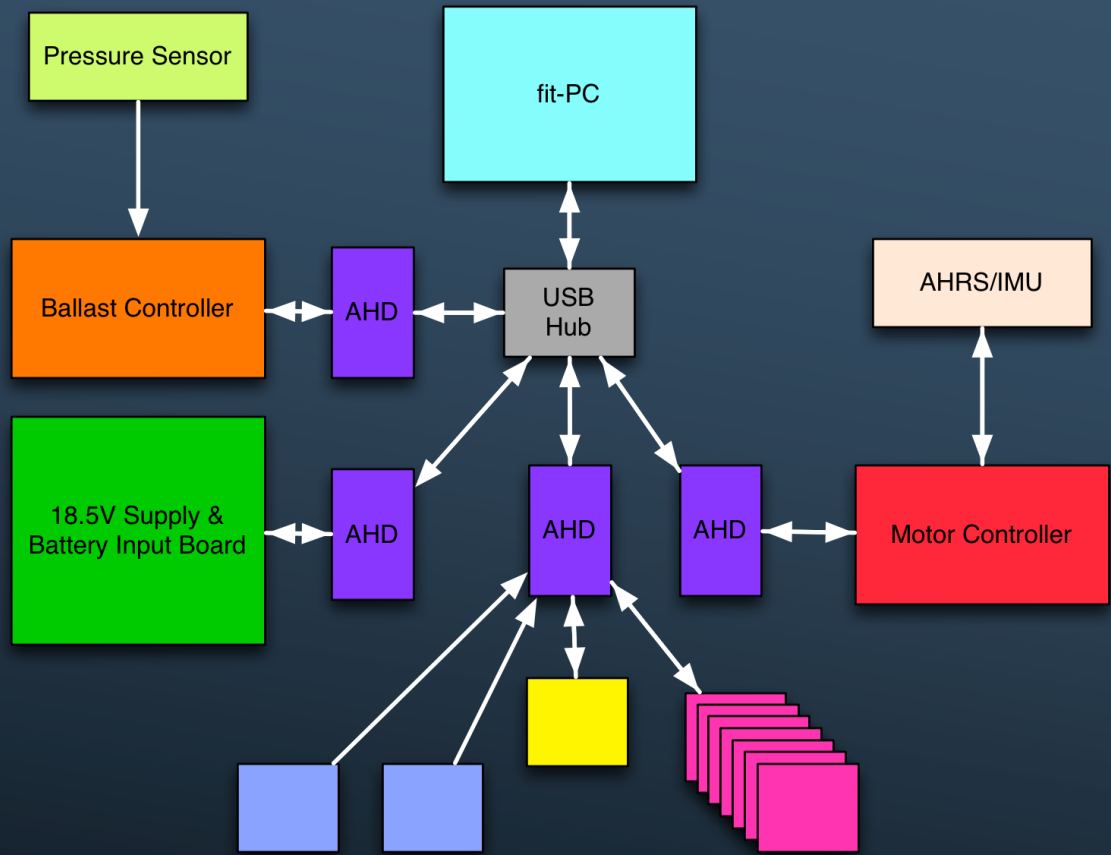 Pressure Sensor
fit-PC
Ballast Controller
AHD
USB
Hub
AHRS/IMU
18.5V Supply &
Battery Input Board
AHD
AHD
AHD
Motor Controller